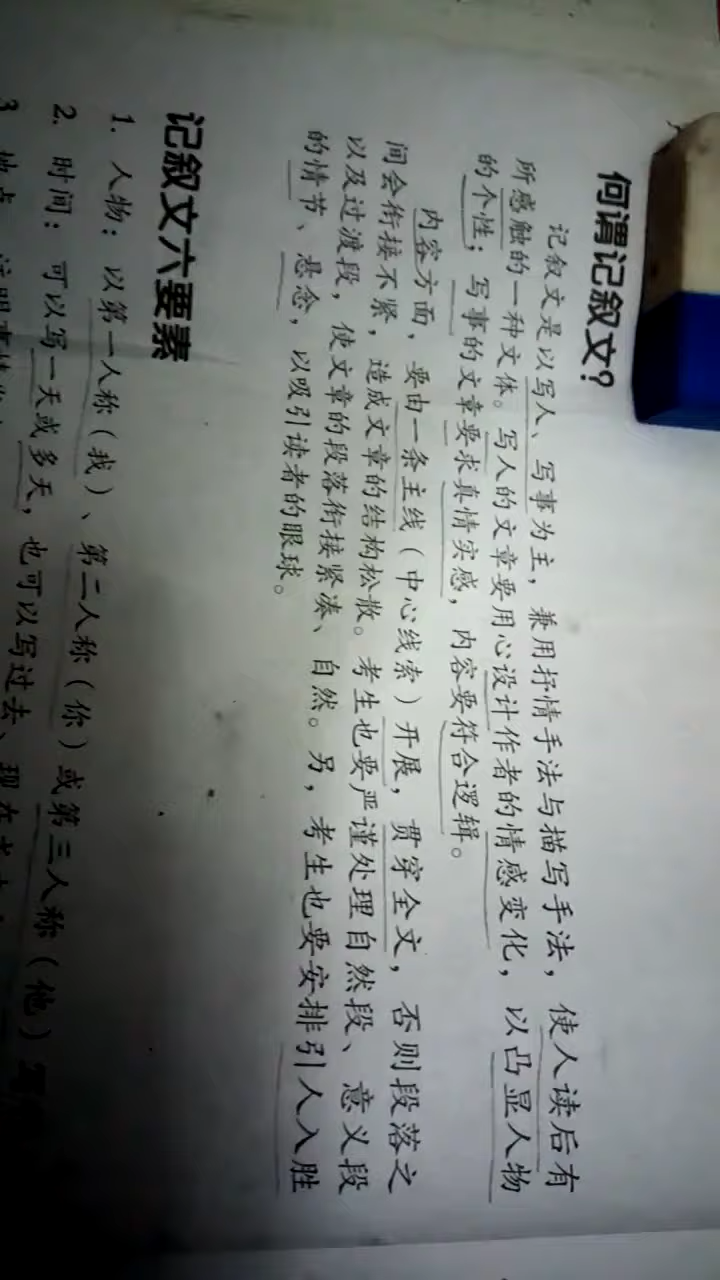 何谓记叙文？
记叙文是以写人、写事为主，兼用抒情手法与描写手法，使人读后有
所感触的一种文体。写人的文章要用心设计作者的情感变化，以凸显人物
的个性；写事的文章要求真情实感，内容要符合逻辑。
内容方面，要由一条主线（中心线索）开展，贯穿全文，否则段落之
间会衔接不紧，造成文章的结构松散。考生也要严谨处理自然段、意义段
以及过渡段，使文章的段落衔接紧凑、自然。另，考生也要安排引人入胜
的情节、悬念，以吸引读者的眼球。
记叙文六要素
1. 人物：以第一人称（我）、第二人称（你）或第三人称（他）写
2. 时间：可以写一天或多天，也可以写过去、现在
3. 地点